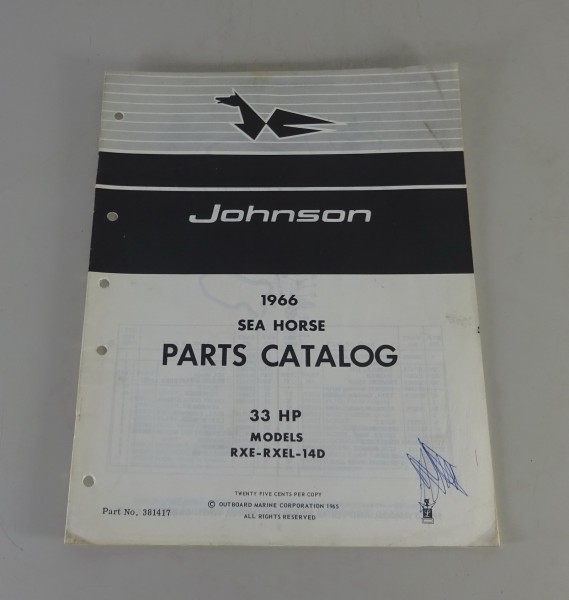 Johnson
1966
SEA HORSE
PARTS CATALOG
33 HP
MODELS
RXE-RXEL-14D
TWENTY FIVE CENTS PER COPY
© OUTBOARD MARINE CORPORATION 1965
ALL RIGHTS RESERVED
Part No. 381417